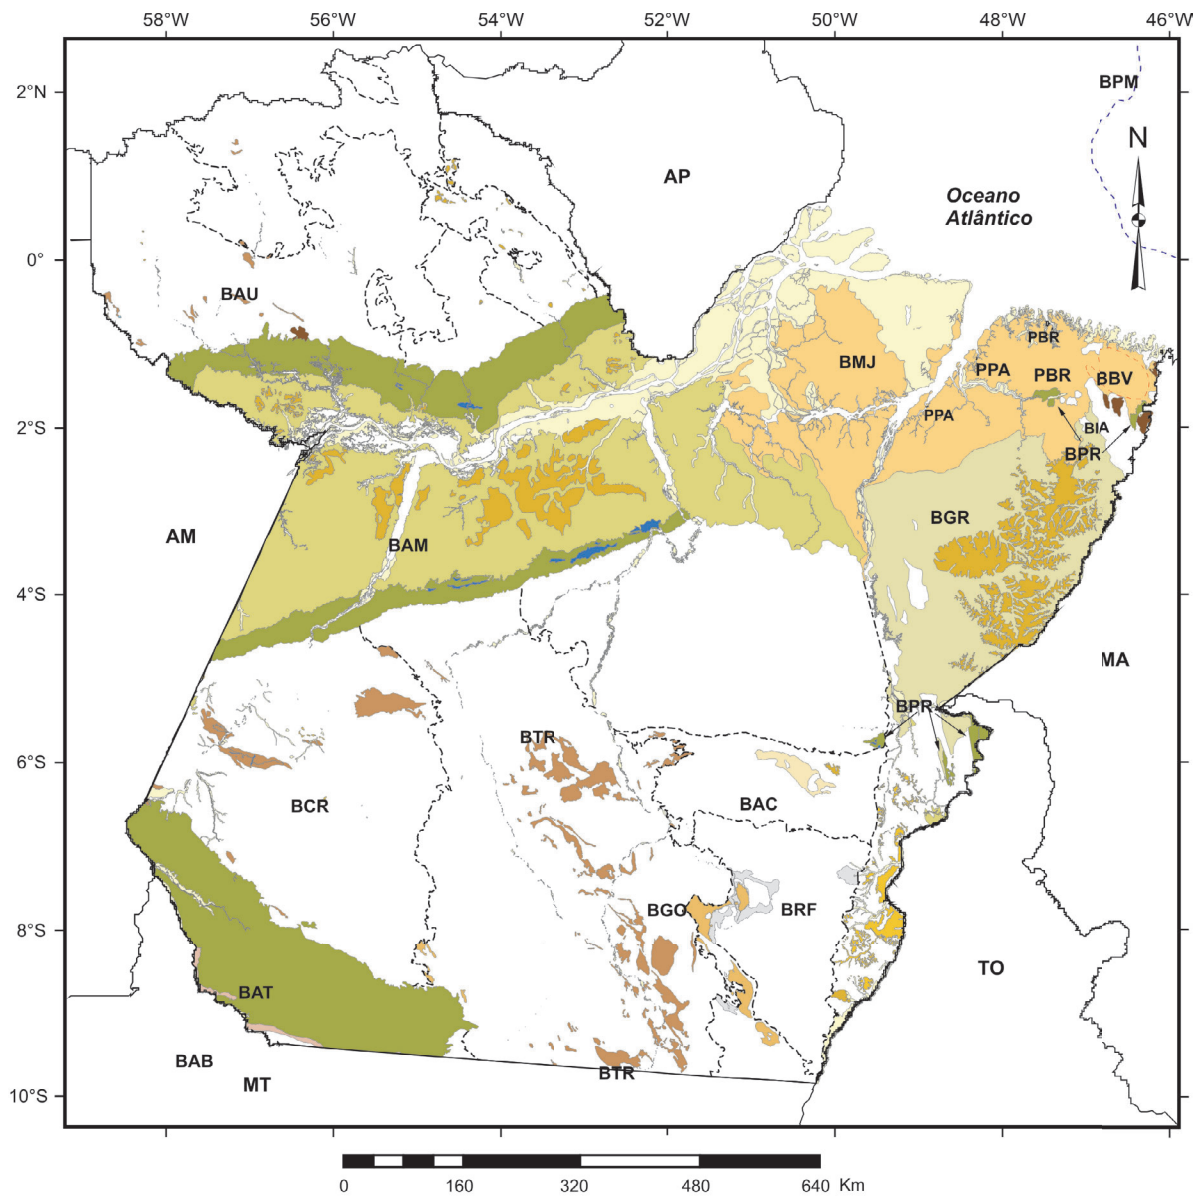 58°W 56°W 54°W 52°W 50°W 48°W 46°W
2°N
BPM
N
AP
Oceano
Atlântico
0°
BAU
PBR
BMJ
PPA
PBR
BBV
PPA
2°S
BIA
BPR
BGR
AM
BAM
4°S
MA
BPR
BTR
6°S
BCR
BAC
BGO
BRF
8°S
TO
BAT
BAB
BTR
MT
10°S
0 160 320 480 640 Km